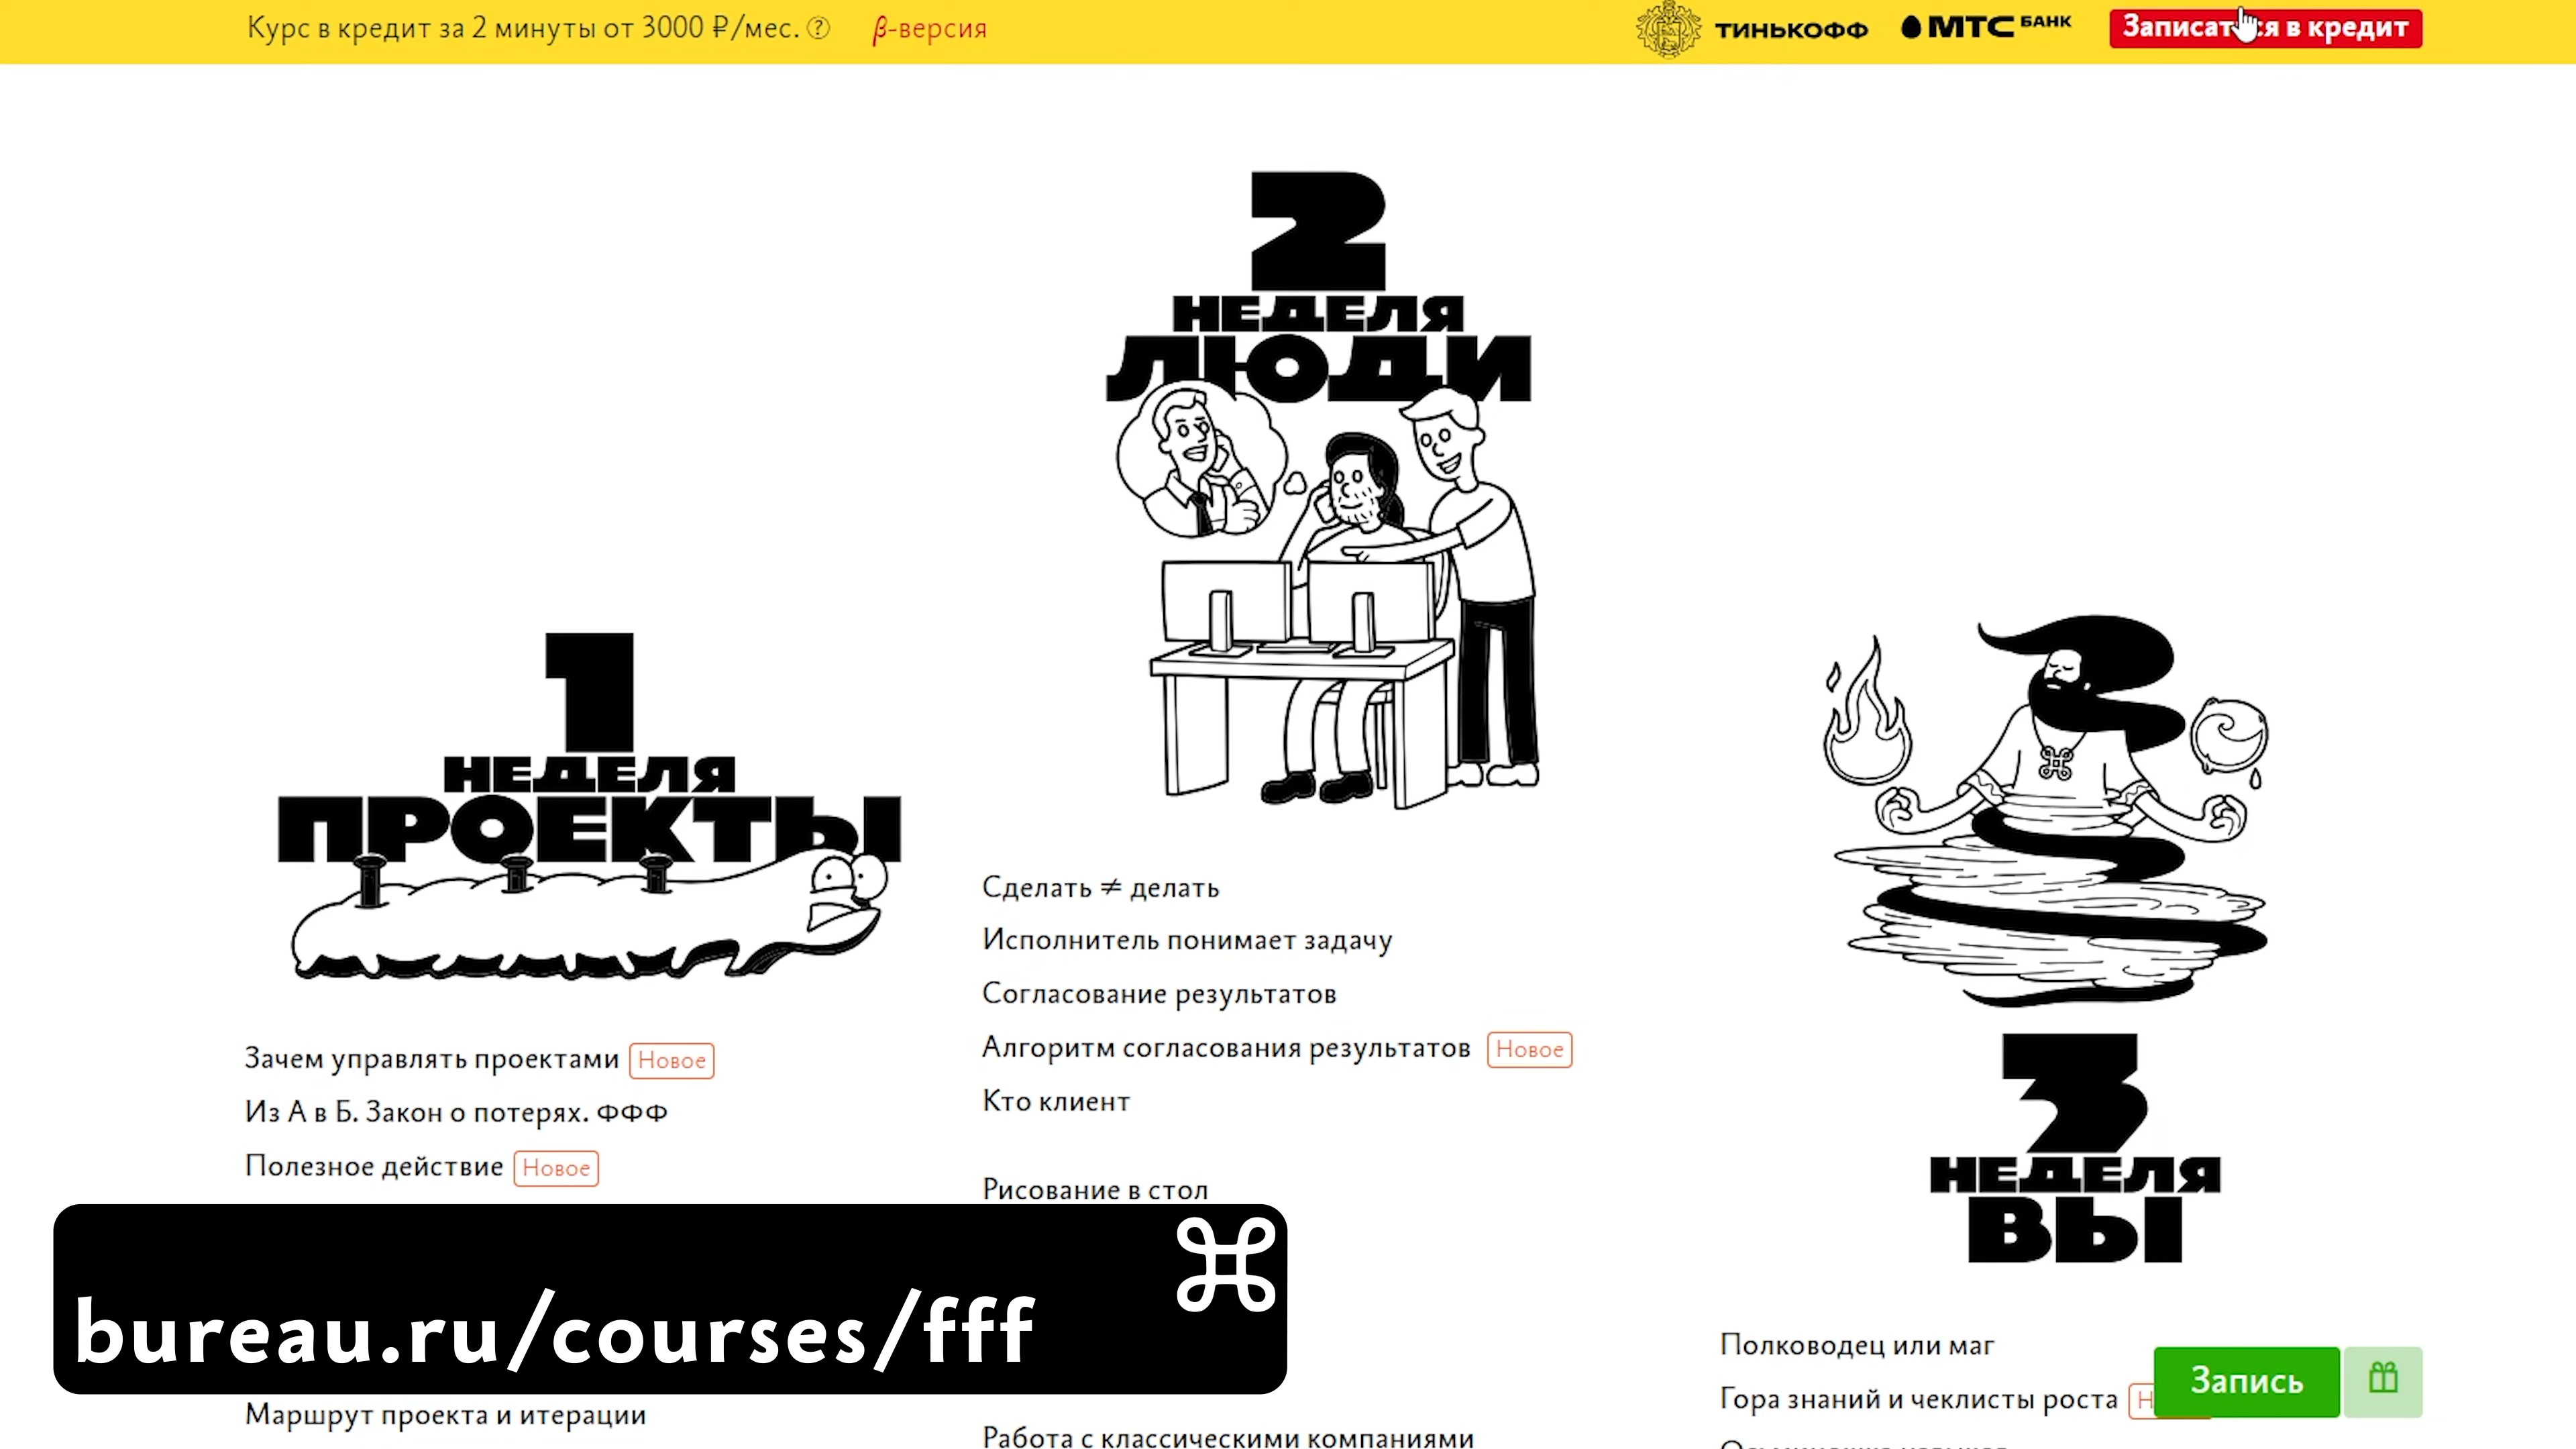 Курс в кредит за 2 минуты от 3000 ₽/мес. ?
β-версия
ТИНЬКОФФ
МТС БАНК
Записаться в кредит
1
НЕДЕЛЯ
ПРОЕКТЫ
Зачем управлять проектами Новое
Из А в Б. Закон о потерях. ФФФ
Полезное действие Новое
Маршрут проекта и итерации
2
НЕДЕЛЯ
ЛЮДИ
Сделать ≠ делать
Исполнитель понимает задачу
Согласование результатов
Алгоритм согласования результатов Новое
Кто клиент
Рисование в стол
Работа с классическими компаниями
3
НЕДЕЛЯ
ВЫ
Полководец или маг
Гора знаний и чеклисты роста
Запись
bureau.ru/courses/fff